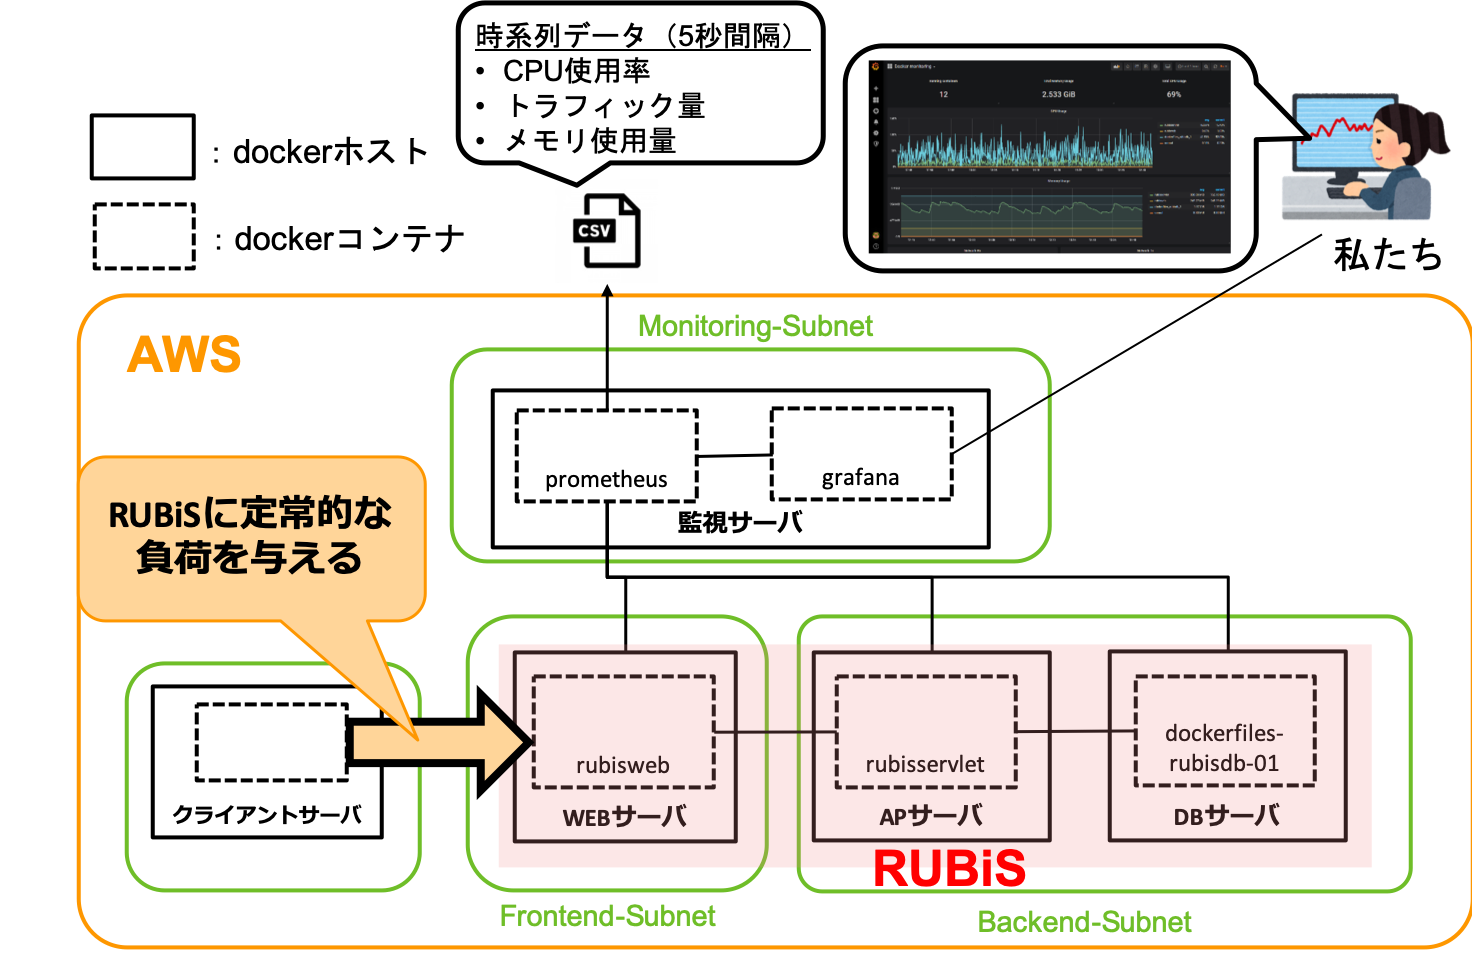 時系列データ（5秒間隔）
• CPU使用率
• トラフィック量
• メモリ使用量
：dockerホスト
：dockerコンテナ
CSV
12
2.533 GiB
69%
私たち
AWS
Monitoring-Subnet
prometheus
grafana
監視サーバ
RUBiSに定常的な
負荷を与える
クライアントサーバ
rubisweb
WEBサーバ
rubisservlet
APサーバ
dockerfiles-
rubisdb-01
DBサーバ
RUBiS
Frontend-Subnet
Backend-Subnet